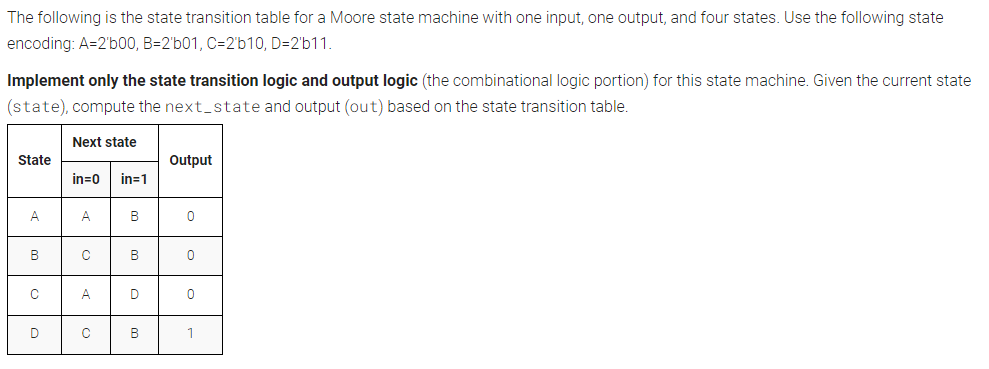 The following is the state transition table for a Moore state machine with one input, one output, and four states. Use the following state
encoding: A=2'b00, B=2'b01, C=2'b10, D=2'b11.
Implement only the state transition logic and output logic (the combinational logic portion) for this state machine. Given the current state
(state), compute the next_state and output (out) based on the state transition table.
State Next state Output
in=0 in=1
A A B 0
B C B 0
C A D 0
D C B 1